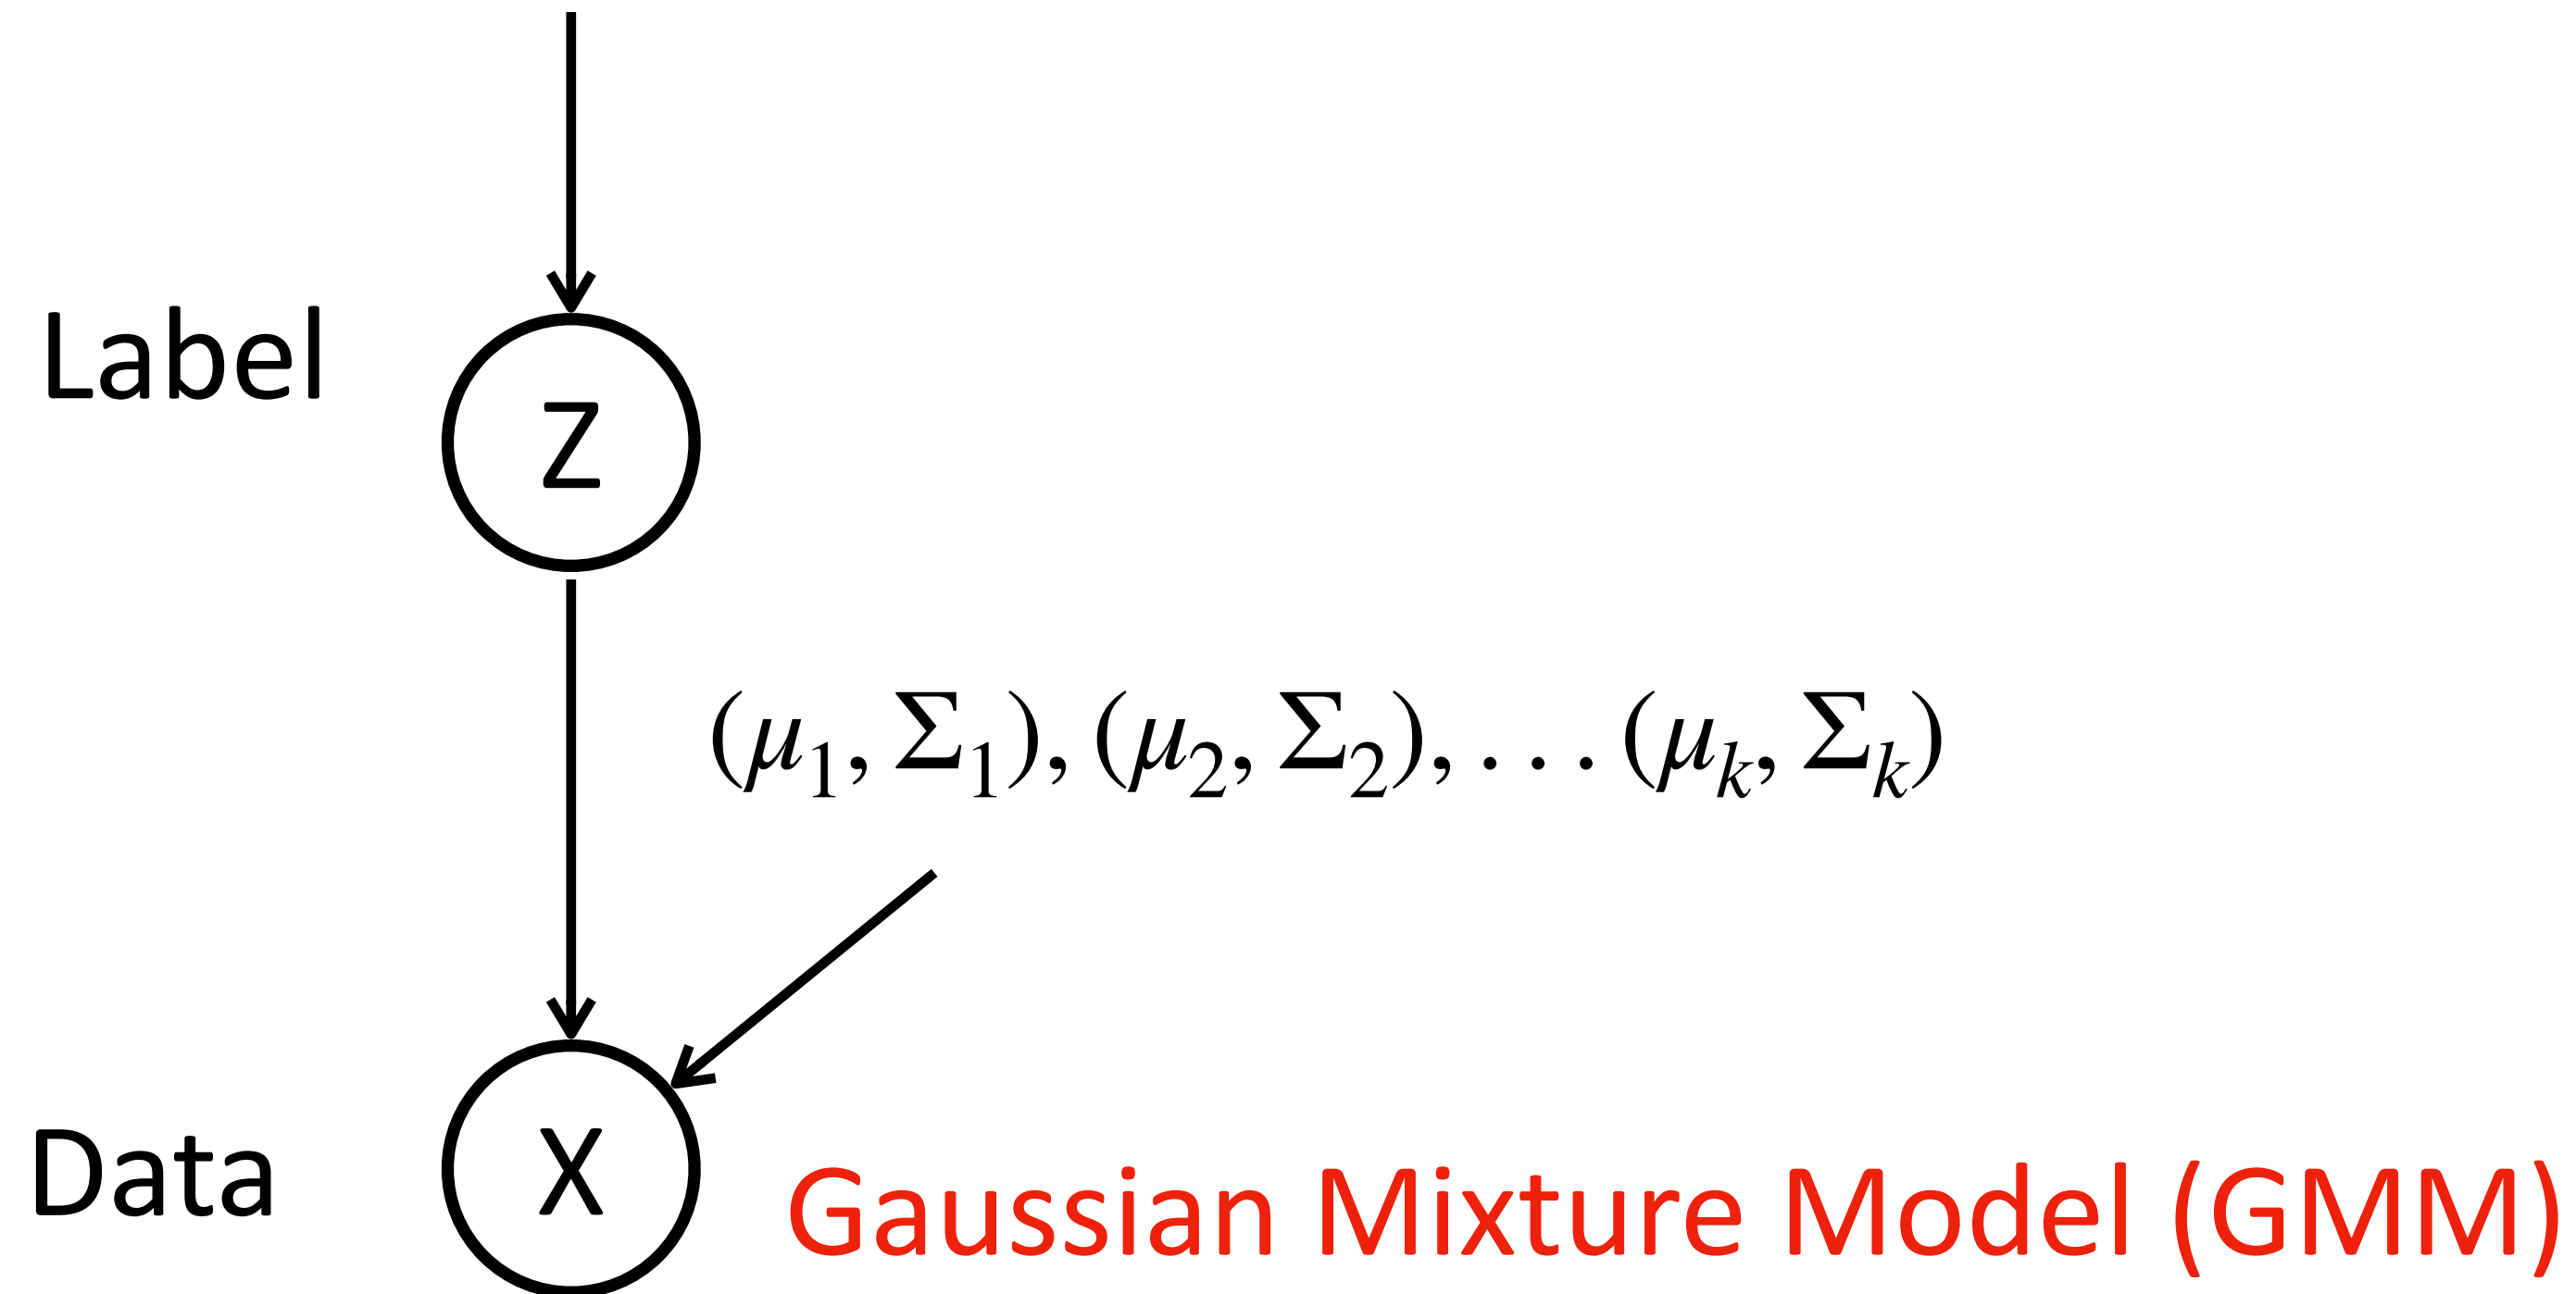 Label
Z
(μ₁, Σ₁), (μ₂, Σ₂), . . . (μₖ, Σₖ)
Data
X
Gaussian Mixture Model (GMM)